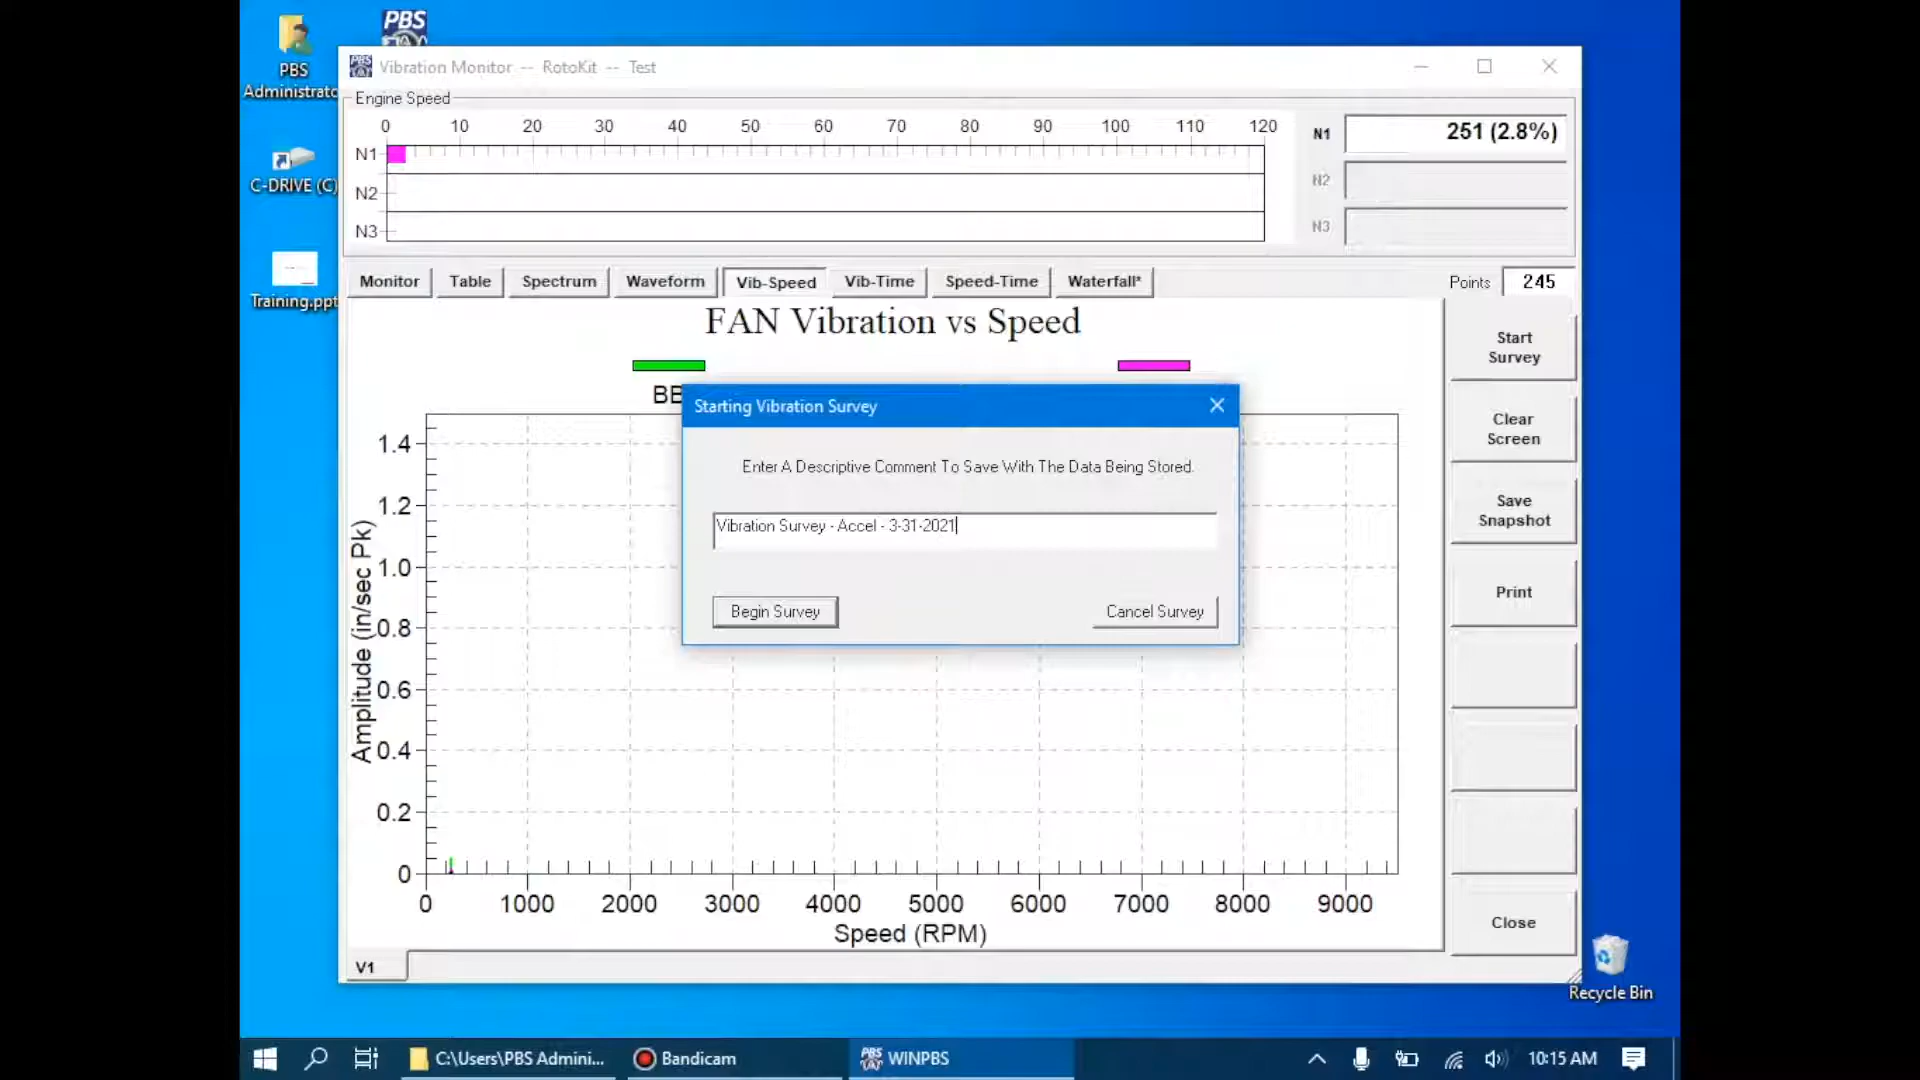 PBS
Administrato
C-DRIVE (C)
Training.ppt
PBS
Vibration Monitor -- RotoKit -- Test
Engine Speed
0 10 20 30 40 50 60 70 80 90 100 110 120
N1
N2
N3
N1 251 (2.8%)
N2
N3
Monitor Table Spectrum Waveform Vib-Speed Vib-Time Speed-Time Waterfall*
Points 245
FAN Vibration vs Speed
BB
Starting Vibration Survey
Enter A Descriptive Comment To Save With The Data Being Stored.
Vibration Survey - Accel - 3-31-2021
Begin Survey Cancel Survey
Amplitude (in/sec Pk)
1.4
1.2
1.0
0.8
0.6
0.4
0.2
0
0 1000 2000 3000 4000 5000 6000 7000 8000 9000
Speed (RPM)
V1
Start
Survey
Clear
Screen
Save
Snapshot
Print
Close
Recycle Bin
C:\Users\PBS Admini...
Bandicam
PBS WINPBS
10:15 AM